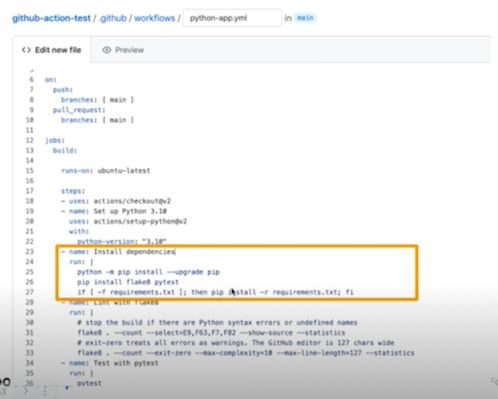 github-action-test / .github / workflows / python-app.yml in main
Edit new file Preview
6 on:
7 push:
8 branches: [ main ]
9 pull_request:
10 branches: [ main ]
11
12 jobs:
13 build:
14
15 runs-on: ubuntu-latest
16
17 steps:
18 - uses: actions/checkout@v2
19 - name: Set up Python 3.10
20 uses: actions/setup-python@v2
21 with:
22 python-version: "3.10"
23 - name: Install dependencies
24 run: |
25 python -m pip install --upgrade pip
26 pip install flake8 pytest
27 if [ -f requirements.txt ]; then pip install -r requirements.txt; fi
28 - name: Lint with flake8
29 run: |
30 # stop the build if there are Python syntax errors or undefined names
31 flake8 . --count --select=E9,F63,F7,F82 --show-source --statistics
32 # exit-zero treats all errors as warnings. The GitHub editor is 127 chars wide
33 flake8 . --count --exit-zero --max-complexity=10 --max-line-length=127 --statistics
34 - name: Test with pytest
35 run: |
36 pytest